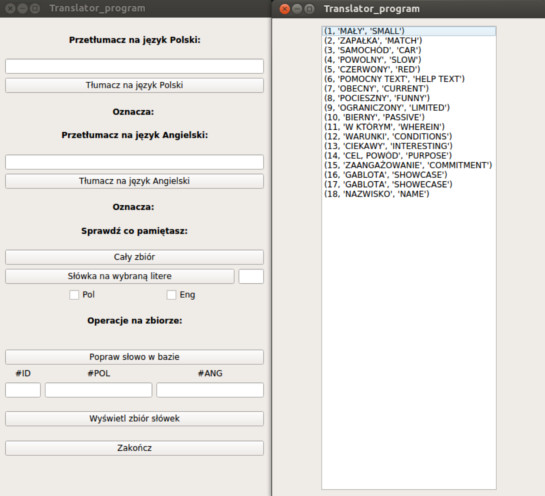 Translator_program
Przetłumacz na język Polski:
Tłumacz na język Polski
Oznacza:
Przetłumacz na język Angielski:
Tłumacz na język Angielski
Oznacza:
Sprawdź co pamiętasz:
Cały zbiór
Słówka na wybraną litere
Pol Eng
Operacje na zbiorze:
Popraw słowo w bazie
#ID #POL #ANG
Wyświetl zbiór słówek
Zakończ
Translator_program
(1, 'MAŁY', 'SMALL')
(2, 'ZAPAŁKA', 'MATCH')
(3, 'SAMOCHÓD', 'CAR')
(4, 'POWOLNY', 'SLOW')
(5, 'CZERWONY', 'RED')
(6, 'POMOCNY TEXT', 'HELP TEXT')
(7, 'OBECNY', 'CURRENT')
(8, 'POCIESZNY', 'FUNNY')
(9, 'OGRANICZONY', 'LIMITED')
(10, 'BIERNY', 'PASSIVE')
(11, 'W KTÓRYM', 'WHEREIN')
(12, 'WARUNKI', 'CONDITIONS')
(13, 'CIEKAWY', 'INTERESTING')
(14, 'CEL, POWÓD', 'PURPOSE')
(15, 'ZAANGAŻOWANIE', 'COMMITMENT')
(16, 'GABLOTA', 'SHOWCASE')
(17, 'GABLOTA', 'SHOWECASE')
(18, 'NAZWISKO', 'NAME')